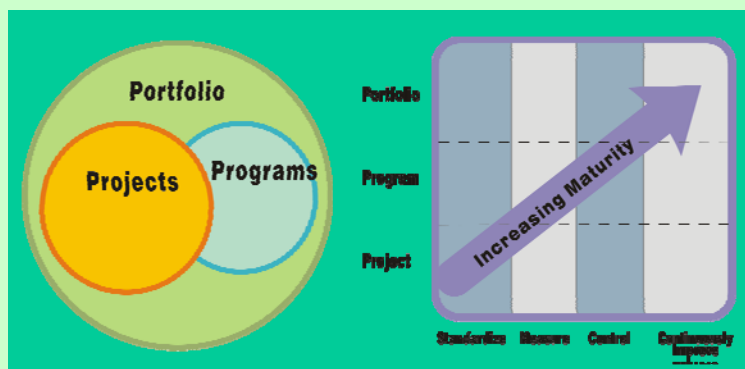 Portfolio
Projects
Programs
Portfolio
Program
Project
Increasing Maturity
Standardize
Measure
Control
Continuously
Improve